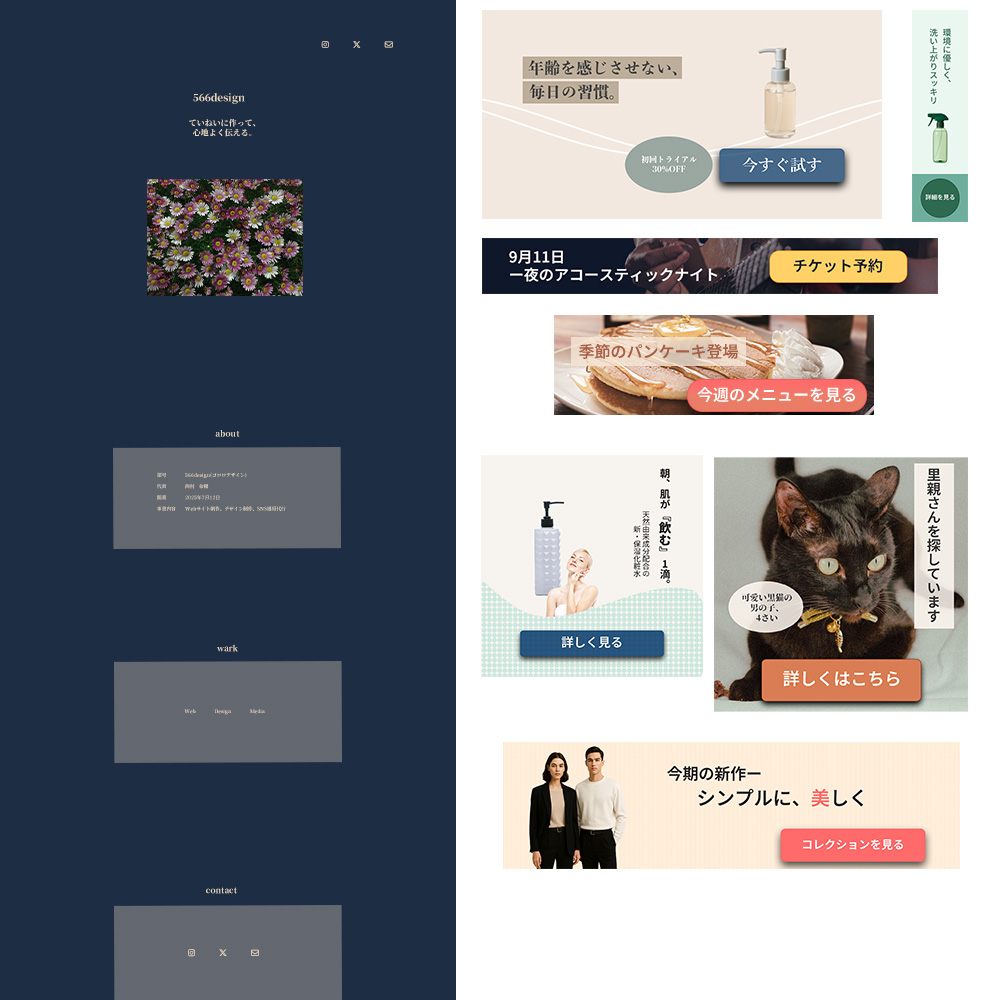 566design
ていねいに作って、
心地よく伝える。
about
屋号 566design(ゴロロデザイン)
代表
開業 2025年7月12日
事業内容 Webサイト制作、デザイン制作、SNS運用代行
wark
Web Design Media
contact
年齢を感じさせない、
毎日の習慣。
初回トライアル
30%OFF
今すぐ試す
環境に優しく、
洗い上がりスッキリ
詳細を見る
9月11日
一夜のアコースティックナイト
チケット予約
季節のパンケーキ登場
今週のメニューを見る
朝、肌が『飲む』1滴。
天然由来成分配合の
新・保湿化粧水
詳しく見る
里親さんを探しています
可愛い黒猫の
男の子、
4さい
詳しくはこちら
今期の新作ー
シンプルに、美しく
コレクションを見る